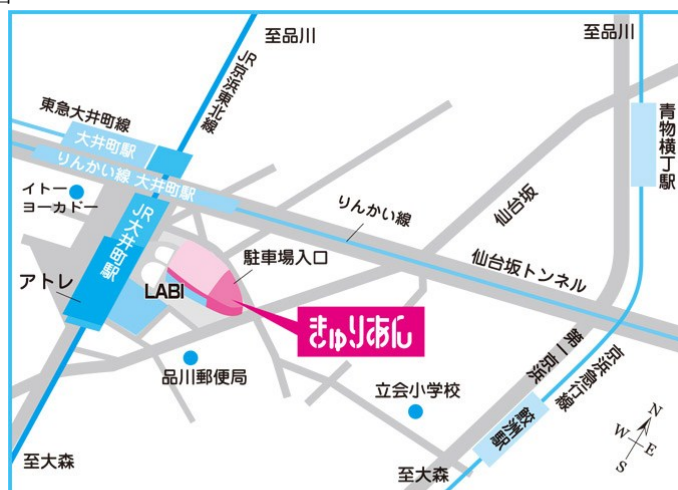 至品川
至品川
JR京浜東北線
東急大井町線
大井町駅
りんかい線 大井町駅
青物横丁駅
イトー
ヨーカドー
JR大井町駅
りんかい線
仙台坂
駐車場入口
仙台坂トンネル
アトレ
LABI
きゅりあん
第一京浜
京浜急行線
品川郵便局
立会小学校
鮫洲駅
N
W
E
S
至大森
至大森